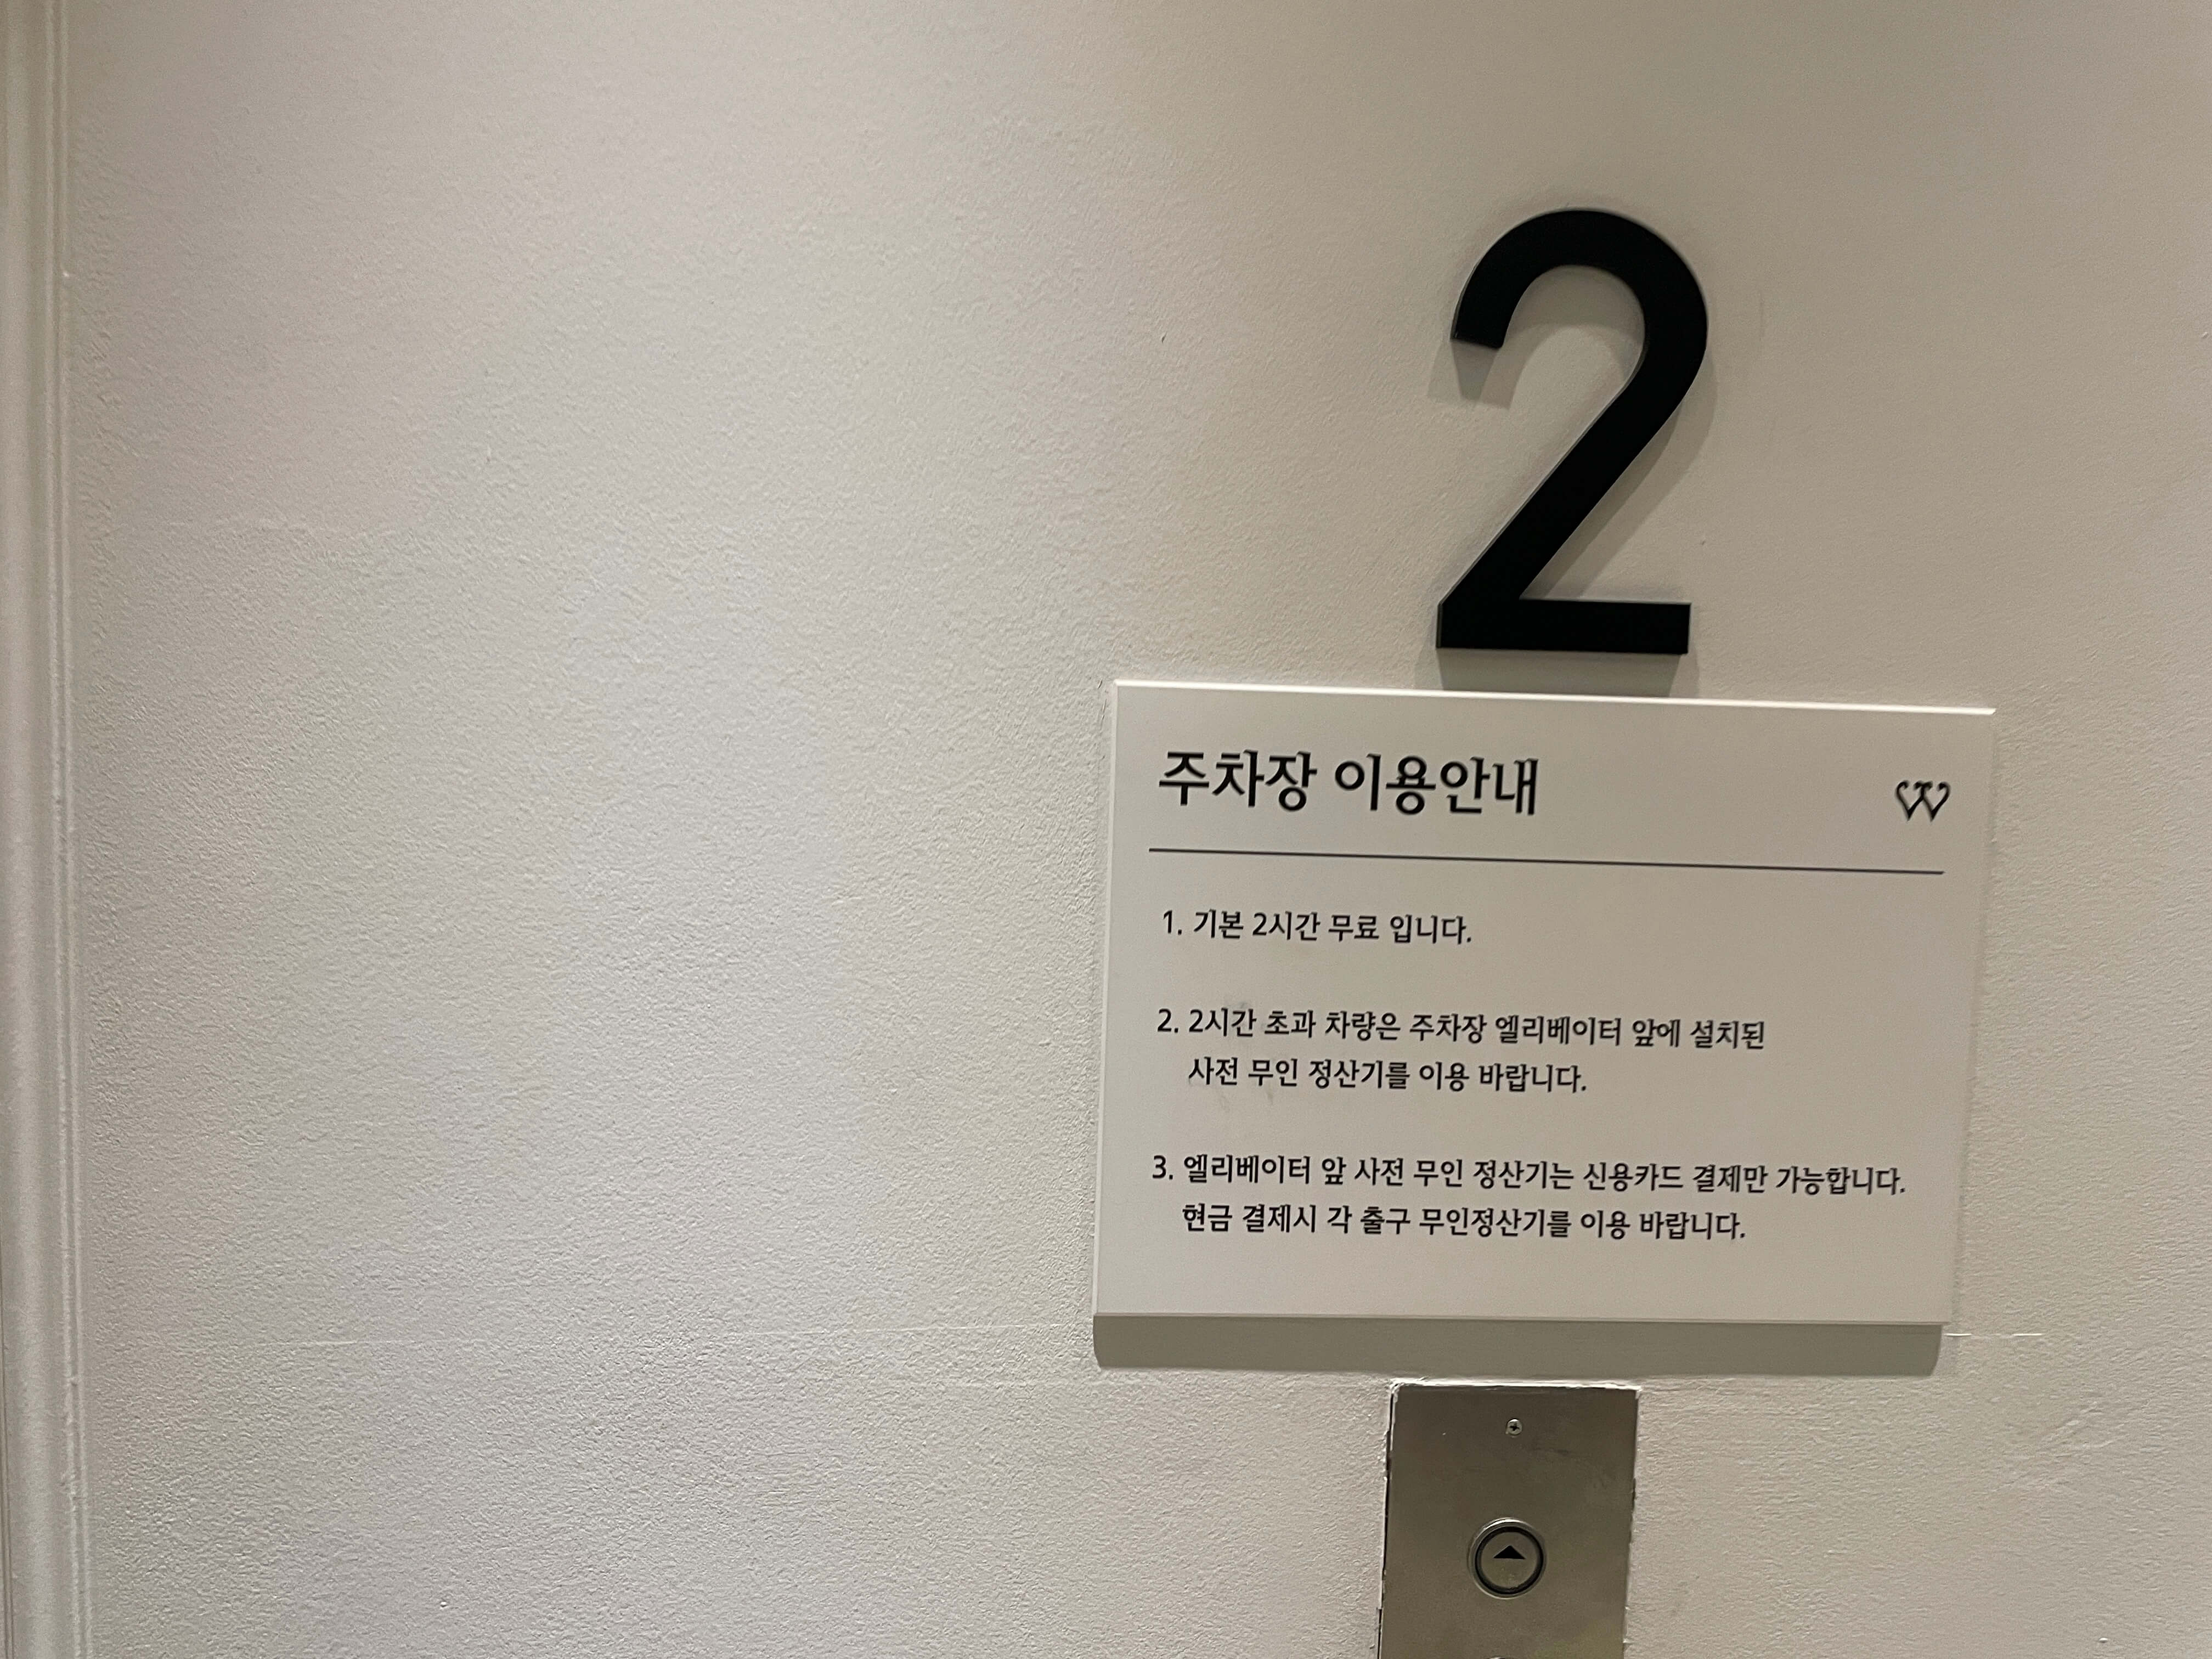 2
주차장 이용안내
W
1. 기본 2시간 무료 입니다.
2. 2시간 초과 차량은 주차장 엘리베이터 앞에 설치된
사전 무인 정산기를 이용 바랍니다.
3. 엘리베이터 앞 사전 무인 정산기는 신용카드 결제만 가능합니다.
현금 결제시 각 출구 무인정산기를 이용 바랍니다.